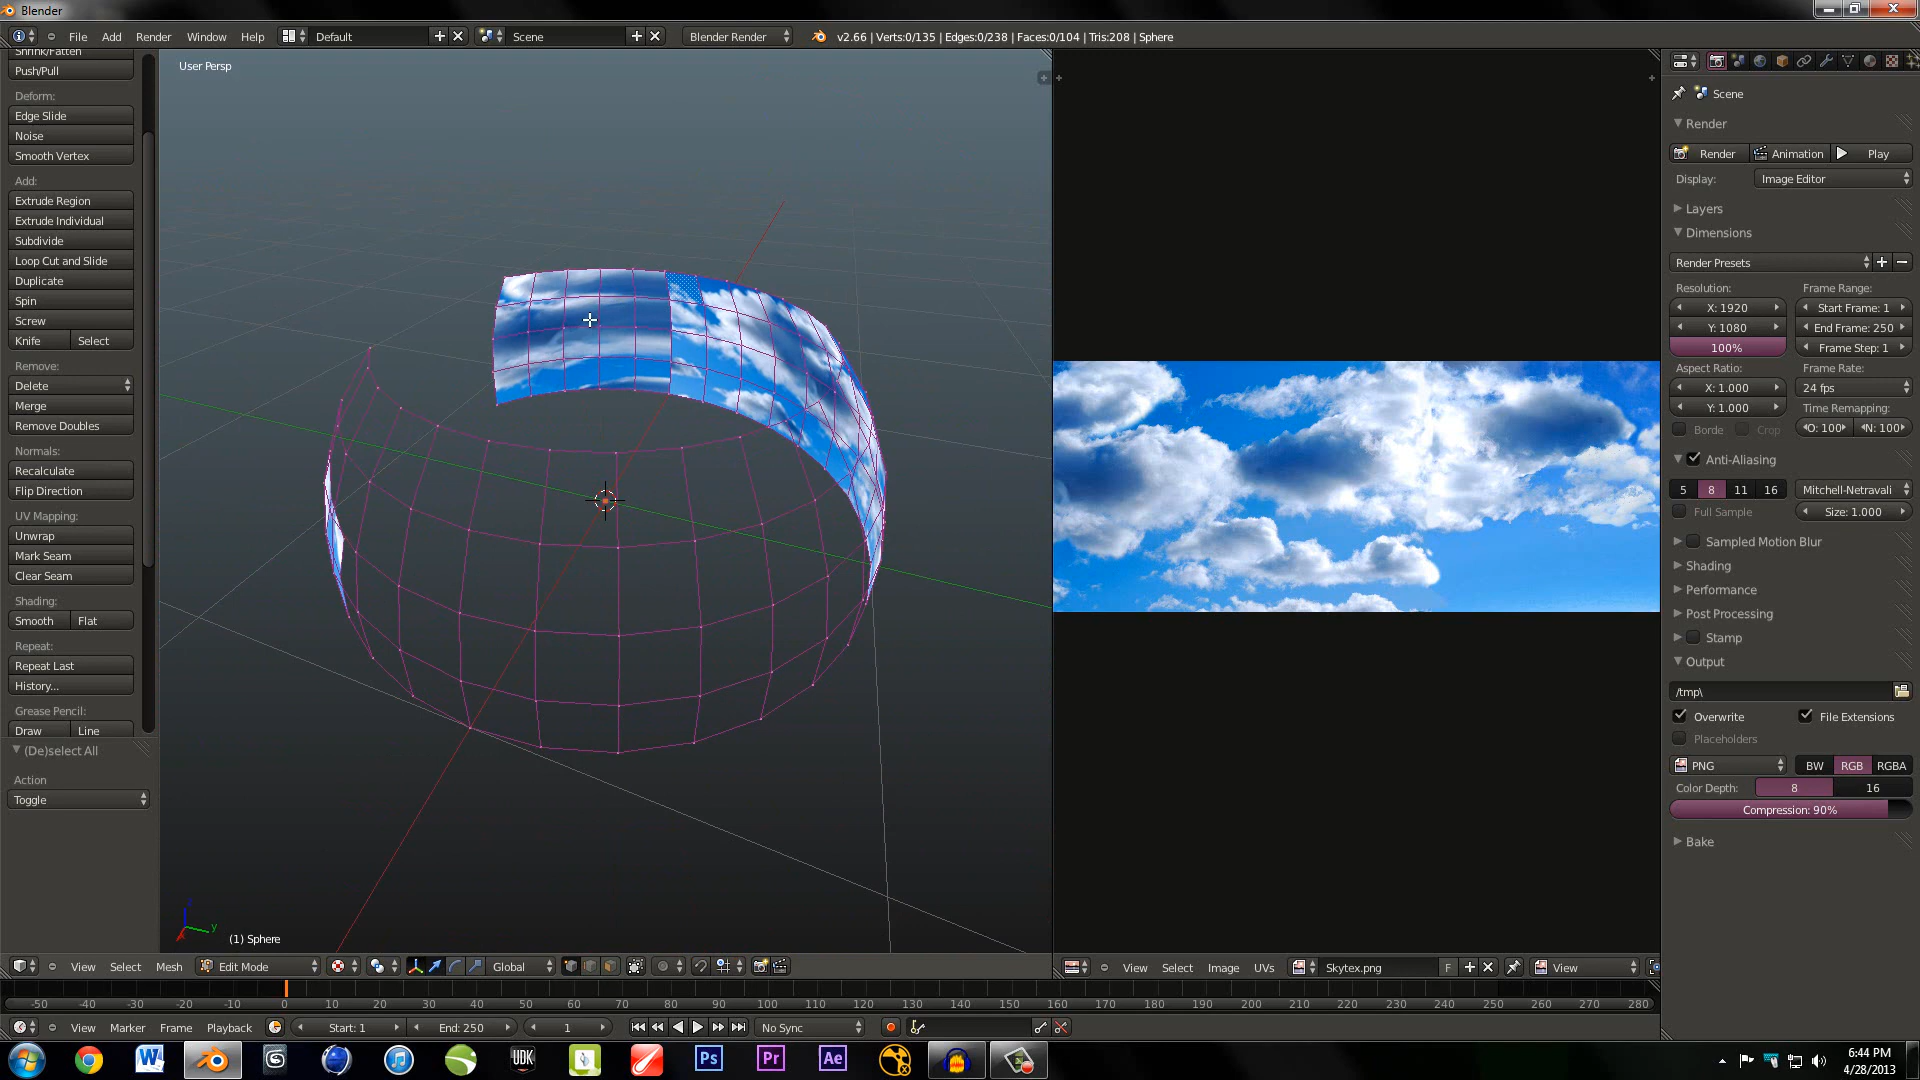 Blender
File Add Render Window Help Default Scene Blender Render v2.66 | Verts:0/135 | Edges:0/238 | Faces:0/104 | Tris:208 | Sphere
Shrink/Fatten
Push/Pull
Deform:
Edge Slide
Noise
Smooth Vertex
Add:
Extrude Region
Extrude Individual
Subdivide
Loop Cut and Slide
Duplicate
Spin
Screw
Knife Select
Remove:
Delete
Merge
Remove Doubles
Normals:
Recalculate
Flip Direction
UV Mapping:
Unwrap
Mark Seam
Clear Seam
Shading:
Smooth Flat
Repeat:
Repeat Last
History...
Grease Pencil:
Draw Line
(De)select All
Action
Toggle
User Persp
y
(1) Sphere
View Select Mesh Edit Mode Global
View Select Image UVs Skytex.png F View
Scene
Render
Render Animation Play
Display: Image Editor
Layers
Dimensions
Render Presets
Resolution: Frame Range:
X: 1920 Start Frame: 1
Y: 1080 End Frame: 250
100% Frame Step: 1
Aspect Ratio: Frame Rate:
X: 1.000 24 fps
Y: 1.000 Time Remapping:
Borde Crop O: 100 N: 100
Anti-Aliasing
5 8 11 16 Mitchell-Netravali
Full Sample Size: 1.000
Sampled Motion Blur
Shading
Performance
Post Processing
Stamp
Output
/tmp\
Overwrite File Extensions
Placeholders
PNG BW RGB RGBA
Color Depth: 8 16
Compression: 90%
Bake
-50 -40 -30 -20 -10 0 10 20 30 40 50 60 70 80 90 100 110 120 130 140 150 160 170 180 190 200 210 220 230 240 250 260 270 280
View Marker Frame Playback Start: 1 End: 250 1 No Sync
UDK Ps Pr Ae
6:44 PM
4/28/2013